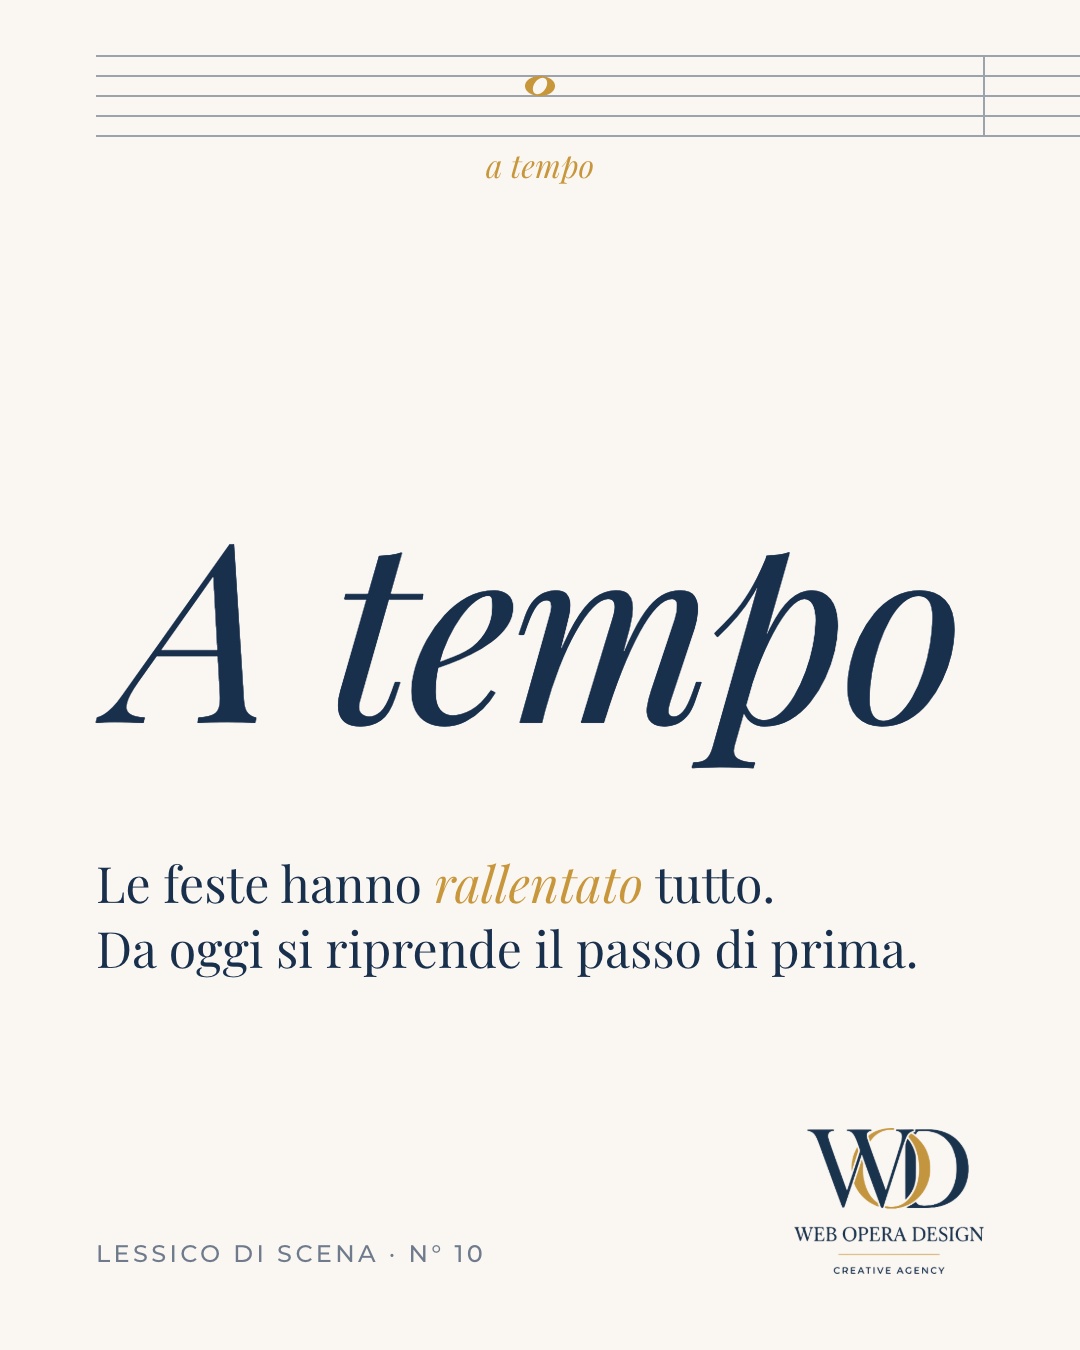 a tempo
A tempo
Le feste hanno rallentato tutto.
Da oggi si riprende il passo di prima.
LESSICO DI SCENA · N° 10
WOD
WEB OPERA DESIGN
CREATIVE AGENCY